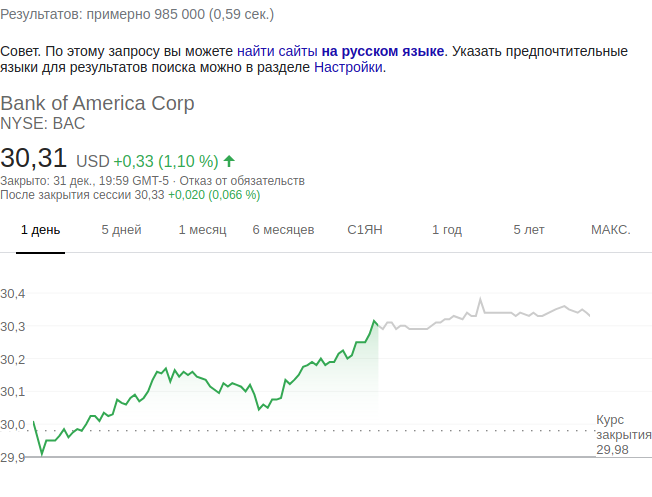 Результатов: примерно 985 000 (0,59 сек.)
Совет. По этому запросу вы можете найти сайты на русском языке. Указать предпочтительные
языки для результатов поиска можно в разделе Настройки.
Bank of America Corp
NYSE: BAC
30,31 USD +0,33 (1,10 %)
Закрыто: 31 дек., 19:59 GMT-5 · Отказ от обязательств
После закрытия сессии 30,33 +0,020 (0,066 %)
1 день 5 дней 1 месяц 6 месяцев С1ЯН 1 год 5 лет МАКС.
30,4
30,3
30,2
30,1
30,0
29,9
Курс
закрытия
29,98